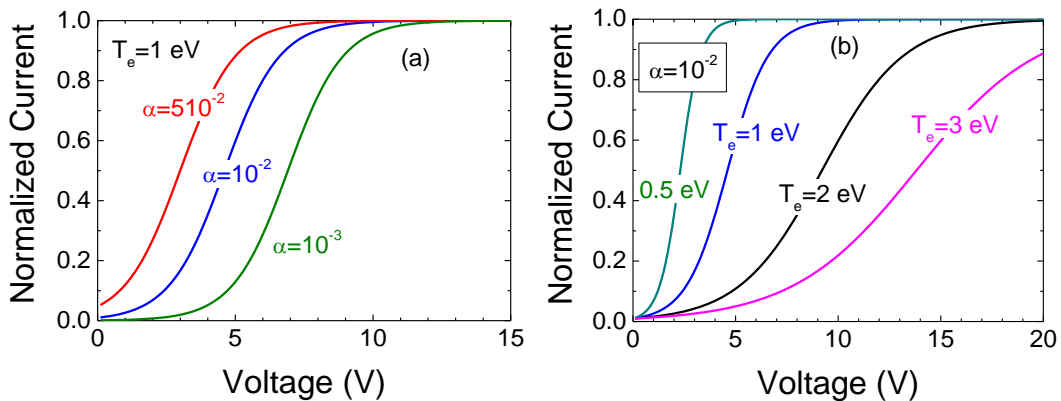 Normalized Current
1.0
0.8
0.6
0.4
0.2
0.0
T_e=1 eV
(a)
α=510⁻²
α=10⁻²
α=10⁻³
0
5
10
15
Voltage (V)
Normalized Current
1.0
0.8
0.6
0.4
0.2
0.0
(b)
α=10⁻²
T_e=1 eV
T_e=3 eV
0.5 eV
T_e=2 eV
0
5
10
15
20
Voltage (V)